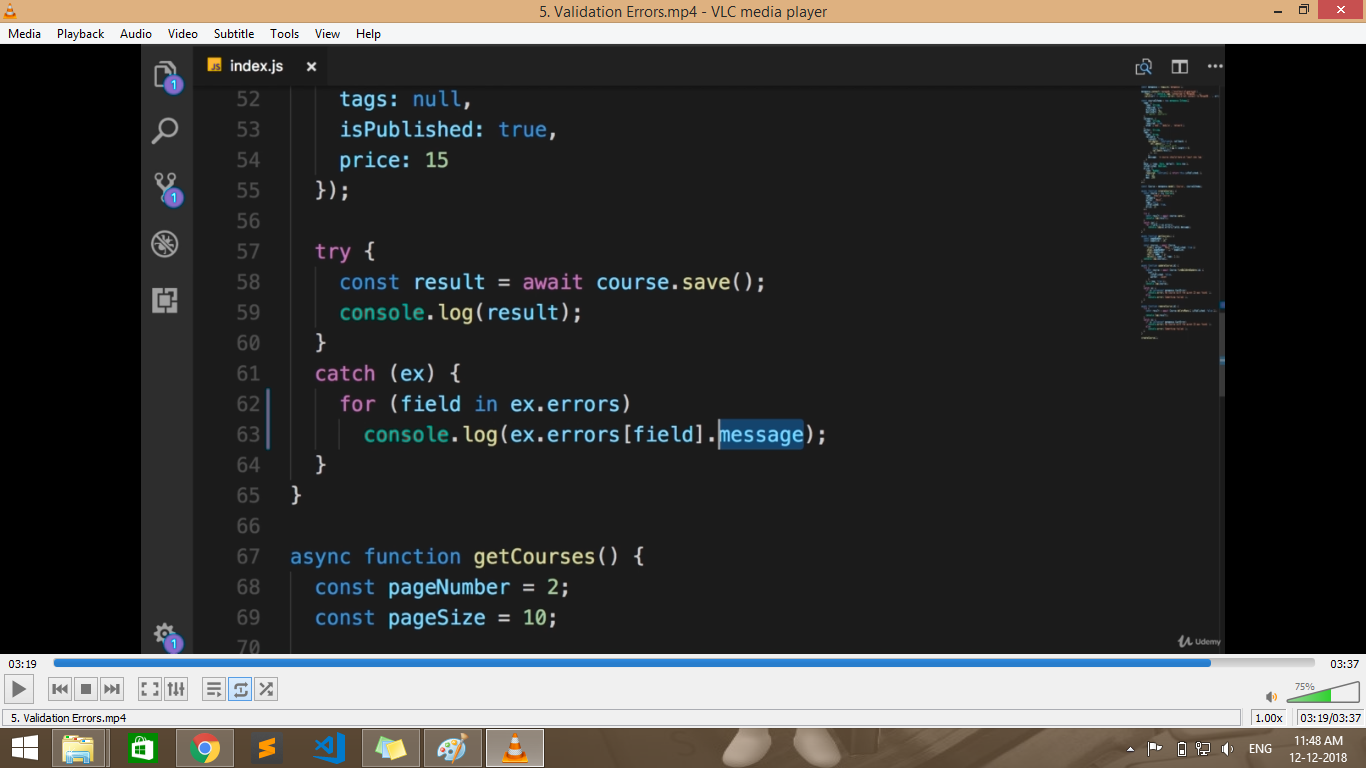 5. Validation Errors.mp4 - VLC media player
Media Playback Audio Video Subtitle Tools View Help
JS index.js ×
1
1
1
52 tags: null,
53 isPublished: true,
54 price: 15
55 });
56
57 try {
58 const result = await course.save();
59 console.log(result);
60 }
61 catch (ex) {
62 for (field in ex.errors)
63 console.log(ex.errors[field].message);
64 }
65 }
66
67 async function getCourses() {
68 const pageNumber = 2;
69 const pageSize = 10;
70
Udemy
03:19 03:37
75%
5. Validation Errors.mp4 1.00x 03:19/03:37
ENG 11:48 AM
12-12-2018